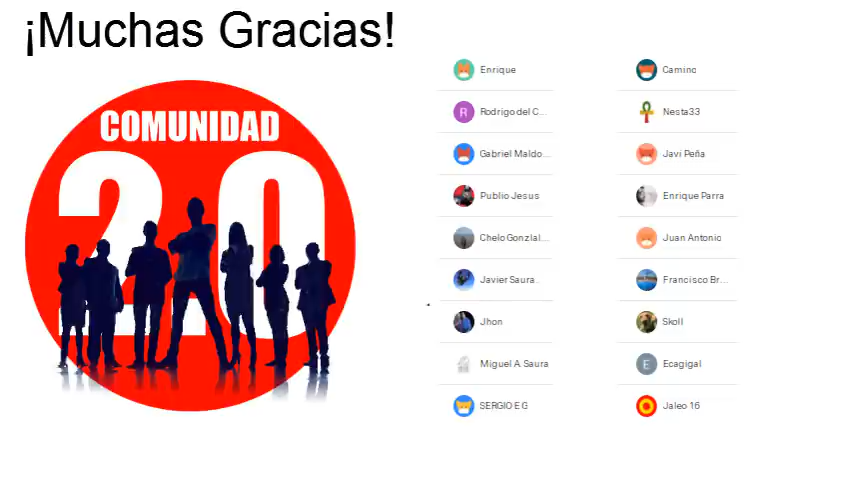 ¡Muchas Gracias!
COMUNIDAD
2.0
Enrique
R Rodrigo del C...
Gabriel Maldo...
Publio Jesus
Chelo Gonzlal...
Javier Saura.
Jhon
Miguel A Saura
SERGIO E G
Camino
Nesta33
Javi Peña
Enrique Parra
Juan Antonio
Francisco Br...
Skoll
E Ecagigal
Jaleo 16